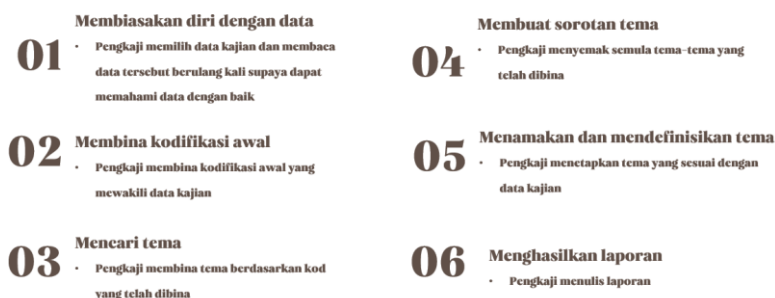 01
Membiasakan diri dengan data
• Pengkaji memilih data kajian dan membaca
data tersebut berulang kali supaya dapat
memahami data dengan baik
02
Membina kodifikasi awal
• Pengkaji membina kodifikasi awal yang
mewakili data kajian
03
Mencari tema
• Pengkaji membina tema berdasarkan kod
yang telah dibina
04
Membuat sorotan tema
• Pengkaji menyemak semula tema-tema yang
telah dibina
05
Menamakan dan mendefinisikan tema
• Pengkaji menetapkan tema yang sesuai dengan
data kajian
06
Menghasilkan laporan
• Pengkaji menulis laporan